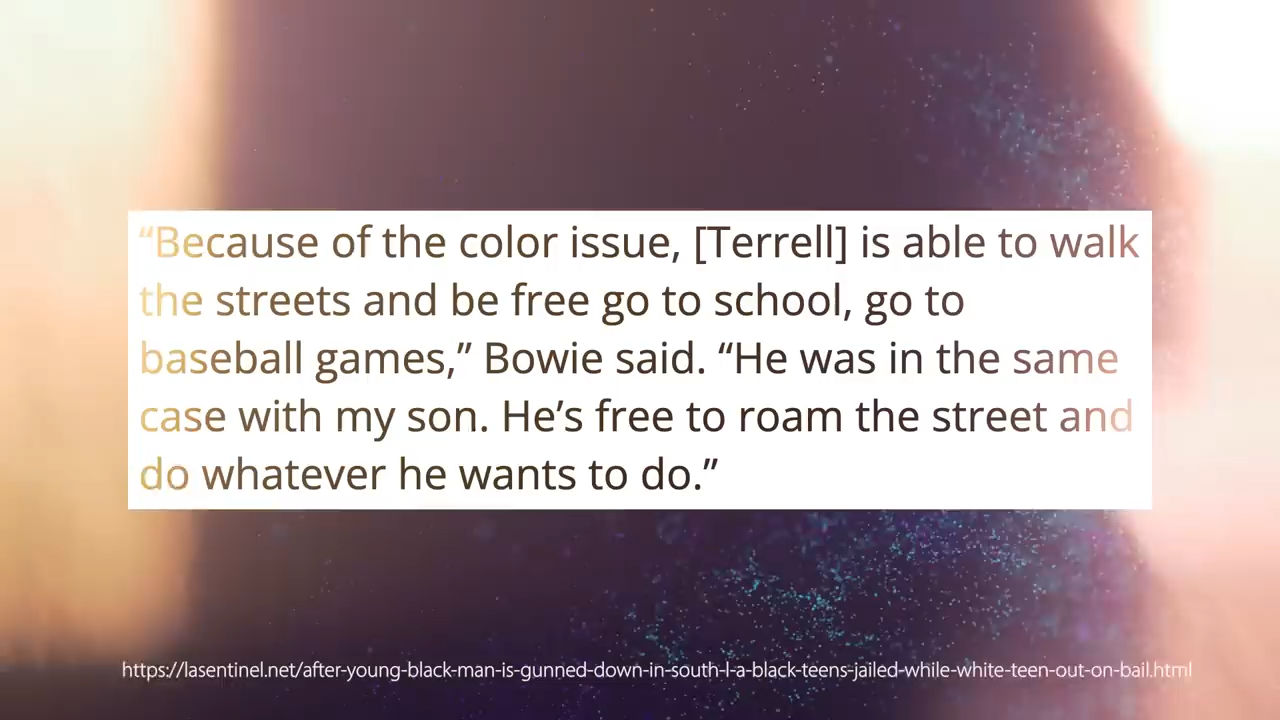 “Because of the color issue, [Terrell] is able to walk
the streets and be free go to school, go to
baseball games,” Bowie said. “He was in the same
case with my son. He’s free to roam the street and
do whatever he wants to do.”
https://lasentinel.net/after-young-black-man-is-gunned-down-in-south-l-a-black-teens-jailed-while-white-teen-out-on-bail.html